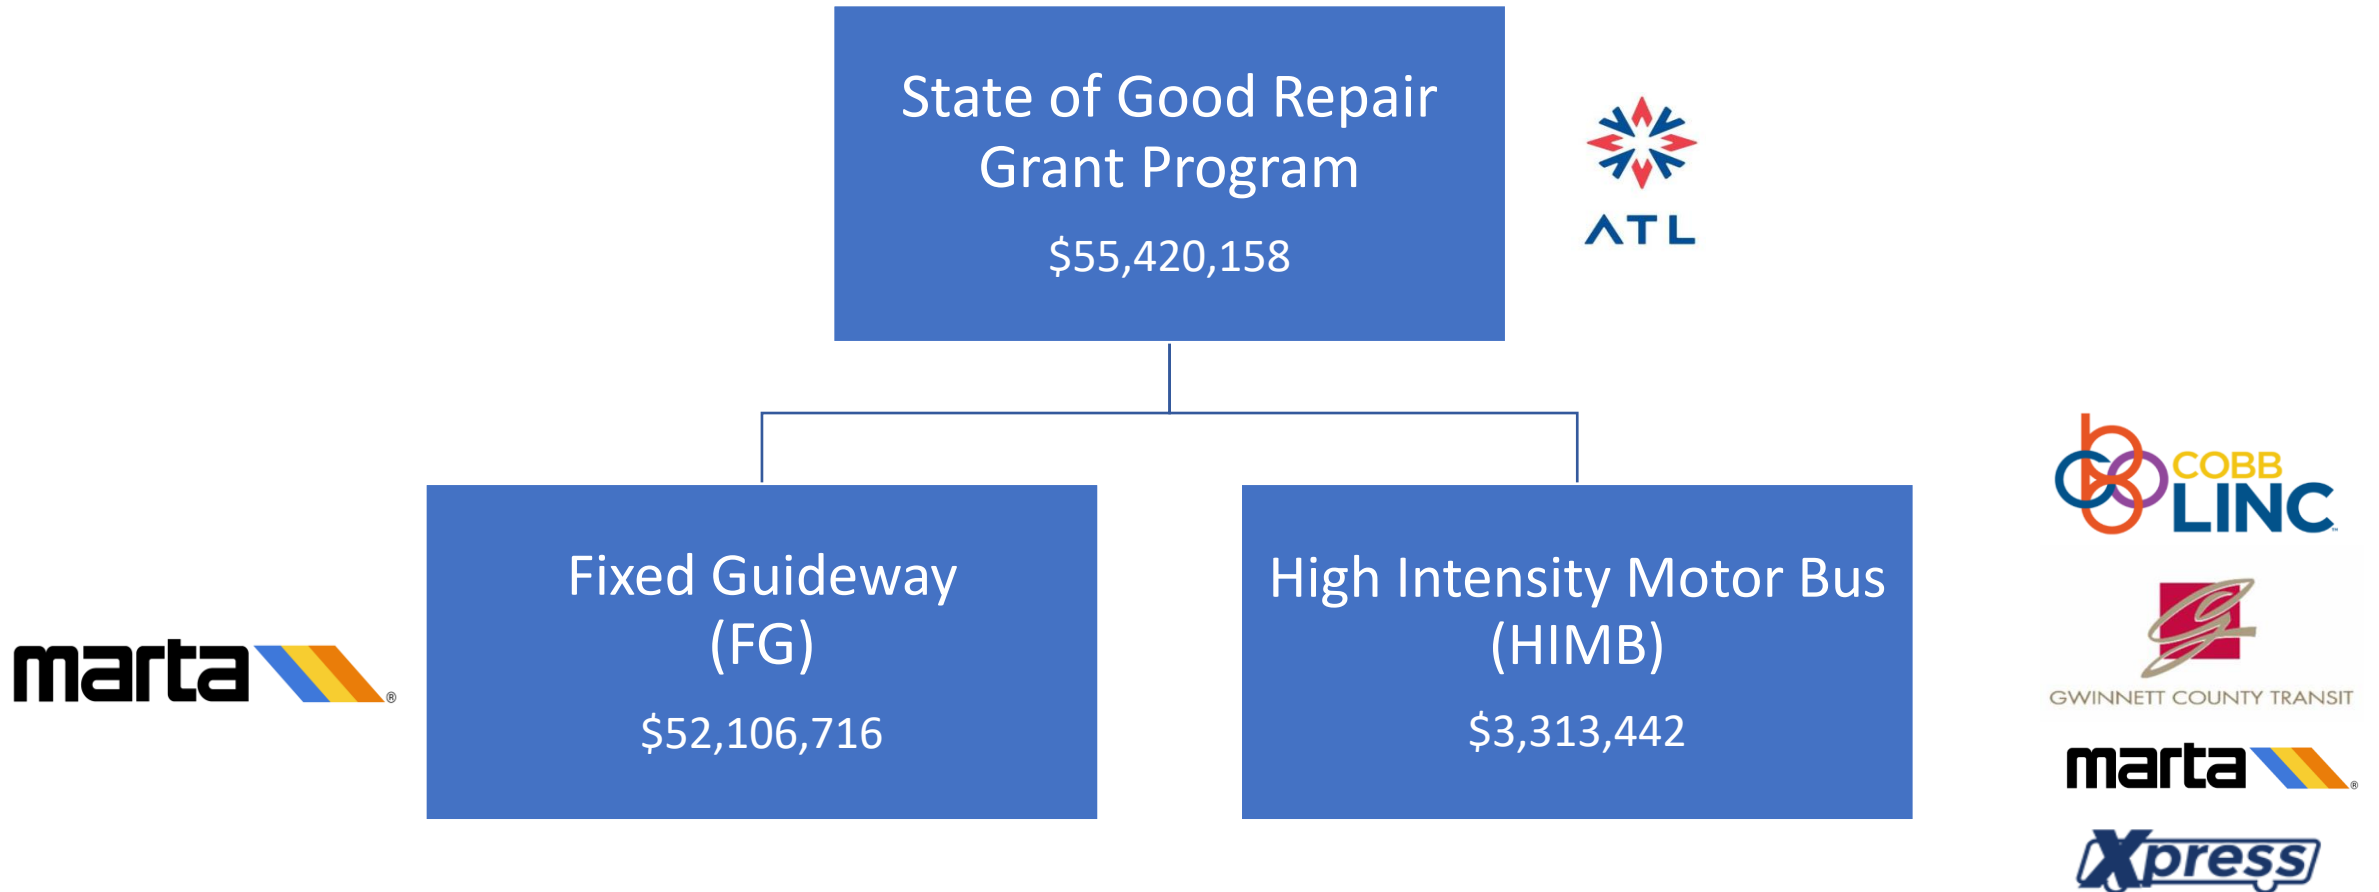 State of Good Repair
Grant Program
$55,420,158
ATL
Fixed Guideway
(FG)
$52,106,716
marta®
High Intensity Motor Bus
(HIMB)
$3,313,442
COBB
LINC
GWINNETT COUNTY TRANSIT
marta®
Xpress